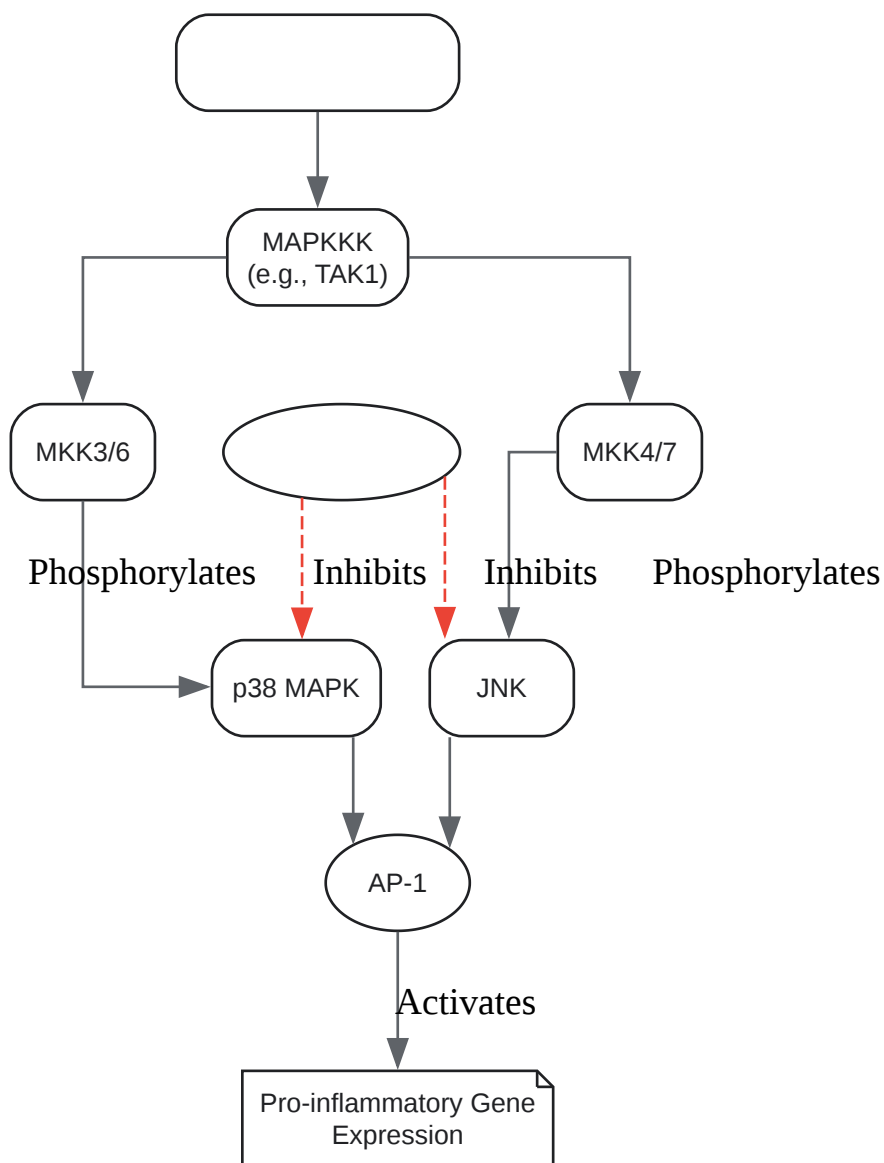 MAPKKK
(e.g., TAK1)
MKK3/6
MKK4/7
Phosphorylates
Inhibits
Inhibits
Phosphorylates
p38 MAPK
JNK
AP-1
Activates
Pro-inflammatory Gene
Expression